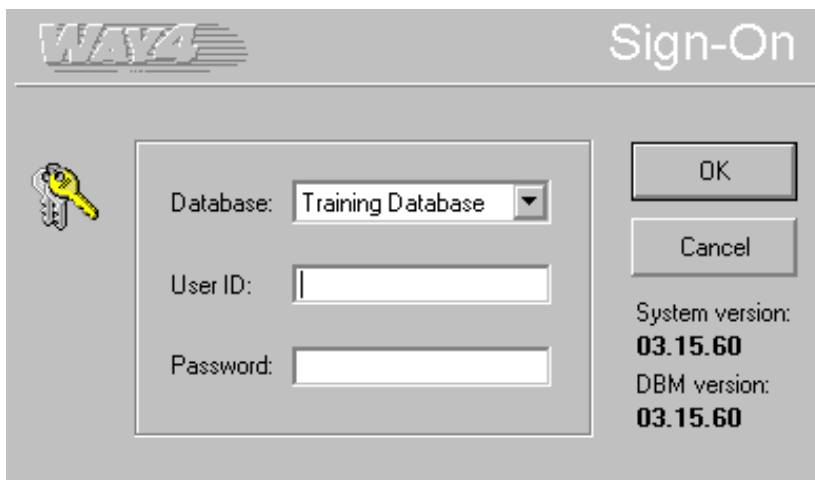 WAY4
Sign-On
Database: Training Database
User ID:
Password:
OK
Cancel
System version:
03.15.60
DBM version:
03.15.60